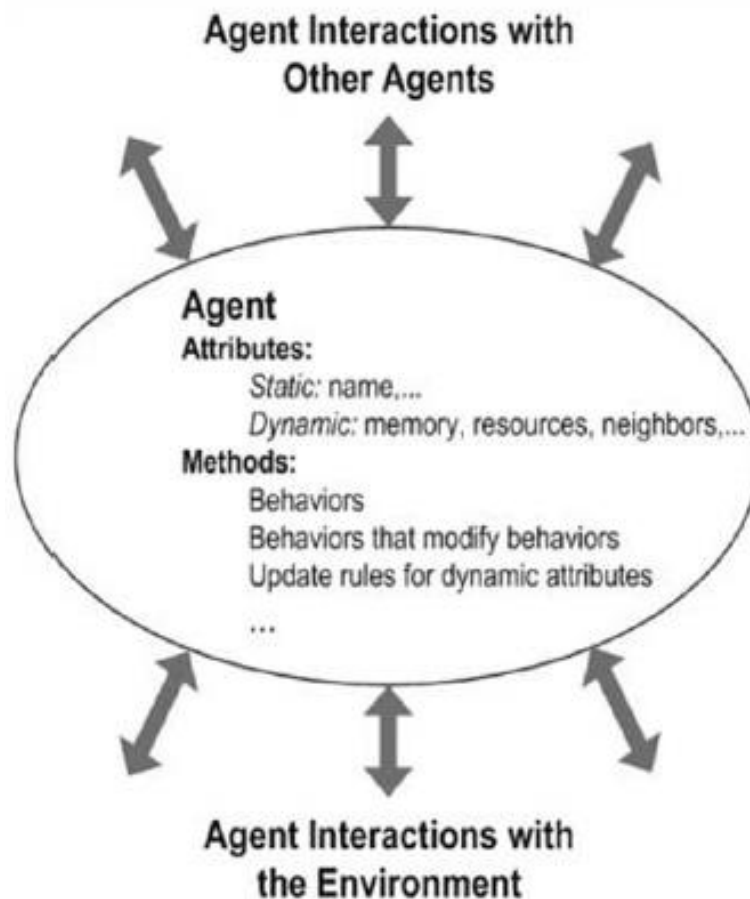 Agent Interactions with
Other Agents
Agent
Attributes:
Static: name,...
Dynamic: memory, resources, neighbors,...
Methods:
Behaviors
Behaviors that modify behaviors
Update rules for dynamic attributes
...
Agent Interactions with
the Environment